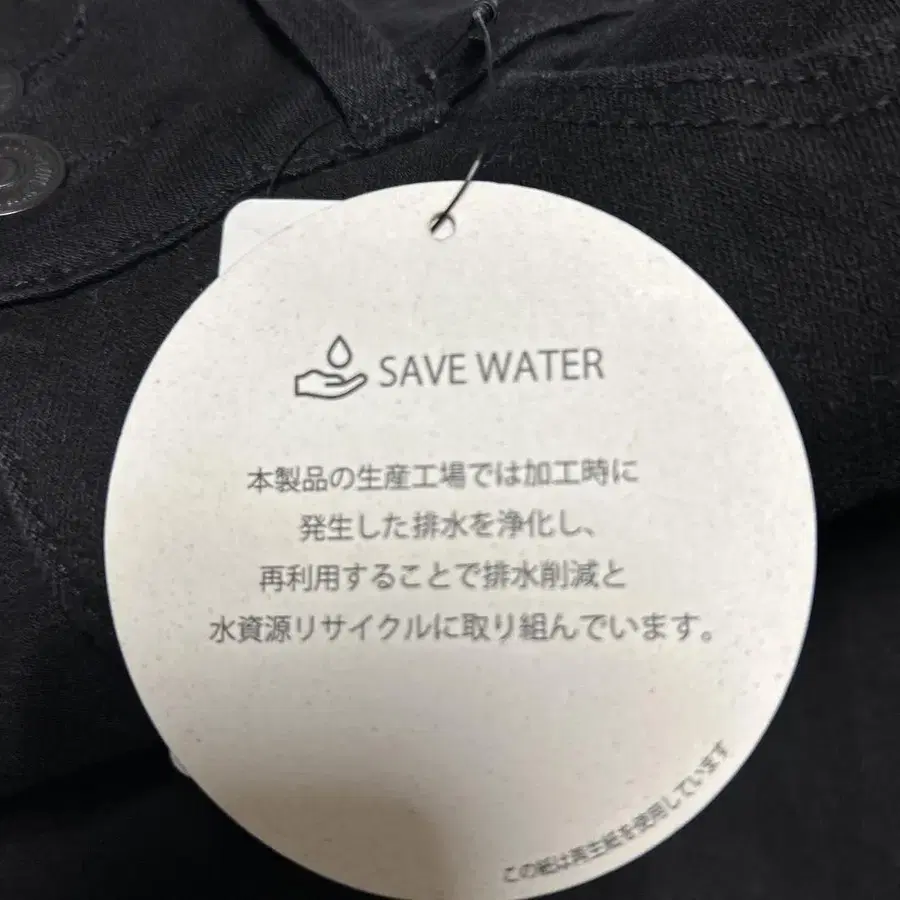 SAVE WATER
本製品の生産工場では加工時に
発生した排水を浄化し、
再利用することで排水削減と
水資源リサイクルに取り組んでいます。
この紙は再生紙を使用しています